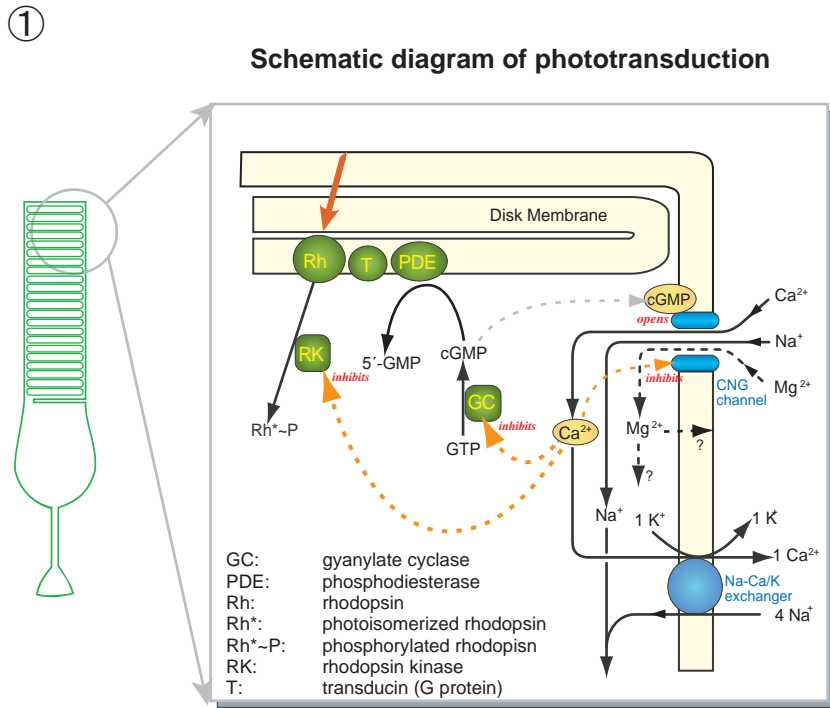 ①
Schematic diagram of phototransduction
Disk Membrane
Rh
T
PDE
cGMP
opens
Ca²⁺
Na⁺
RK
inhibits
5´-GMP
cGMP
inhibits
CNG
channel
Mg²⁺
GC
inhibits
Rh*~P
GTP
Ca²⁺
Mg²⁺
?
?
Na⁺
1 K⁺
1 K⁺
1 Ca²⁺
Na-Ca/K
exchanger
4 Na⁺
GC: gyanylate cyclase
PDE: phosphodiesterase
Rh: rhodopsin
Rh*: photoisomerized rhodopsin
Rh*~P: phosphorylated rhodopisn
RK: rhodopsin kinase
T: transducin (G protein)